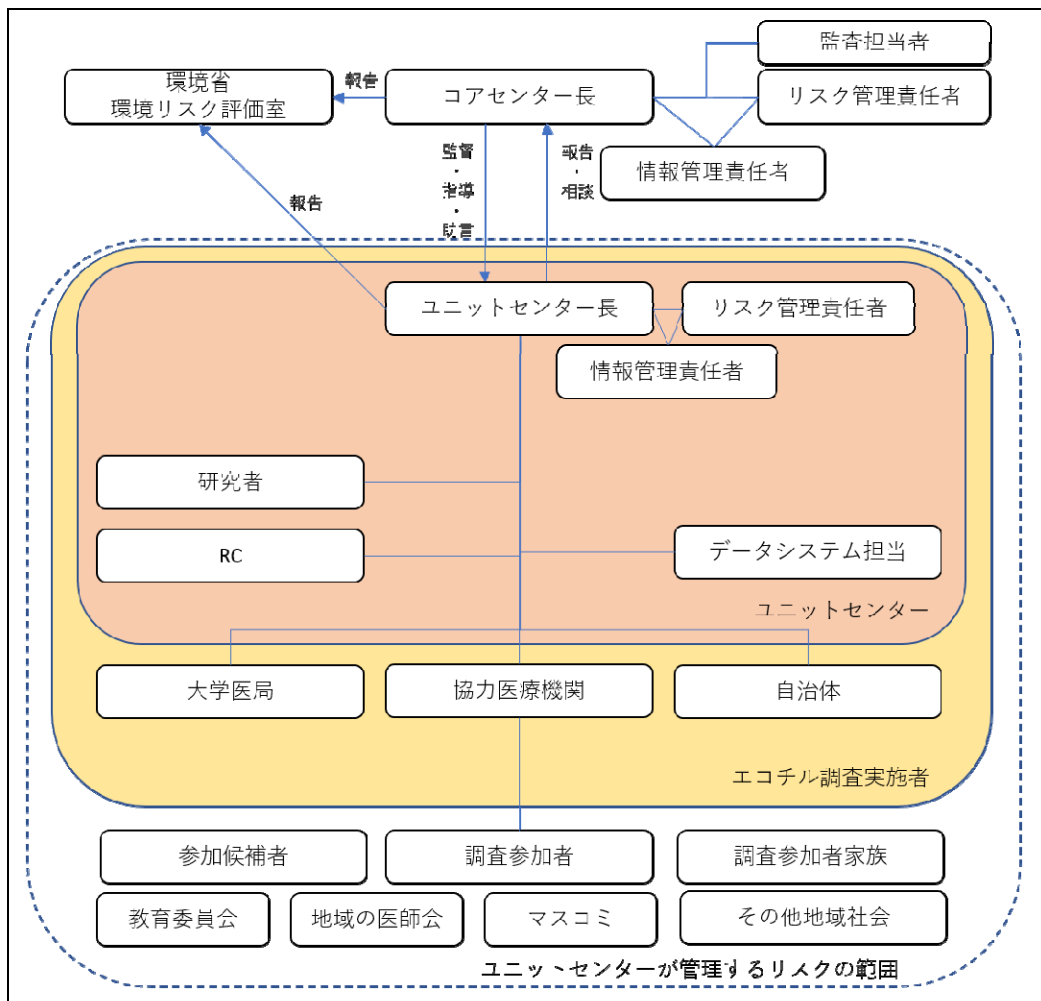 監査担当者
環境省
環境リスク評価室
報告
コアセンター長
リスク管理責任者
情報管理責任者
監督
・
指導
・
助言
報告
・
相談
報告
ユニットセンター長
リスク管理責任者
情報管理責任者
研究者
RC
データシステム担当
ユニットセンター
大学医局
協力医療機関
自治体
エコチル調査実施者
参加候補者
調査参加者
調査参加者家族
教育委員会
地域の医師会
マスコミ
その他地域社会
ユニットセンターが管理するリスクの範囲